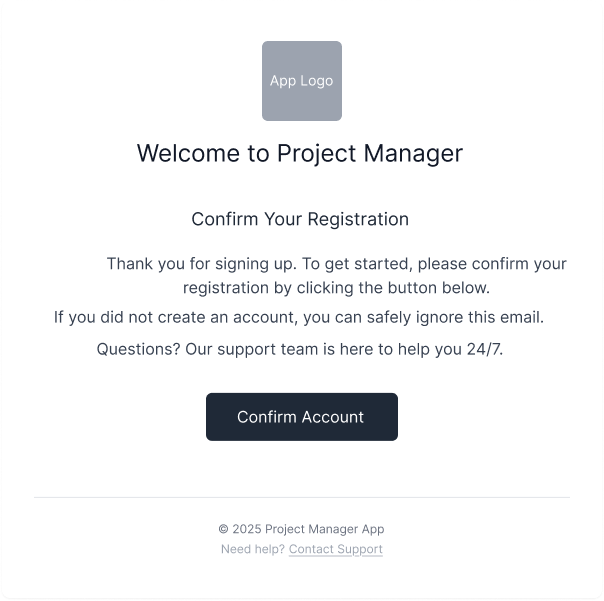 App Logo
Welcome to Project Manager
Confirm Your Registration
Thank you for signing up. To get started, please confirm your
registration by clicking the button below.
If you did not create an account, you can safely ignore this email.
Questions? Our support team is here to help you 24/7.
Confirm Account
© 2025 Project Manager App
Need help? Contact Support